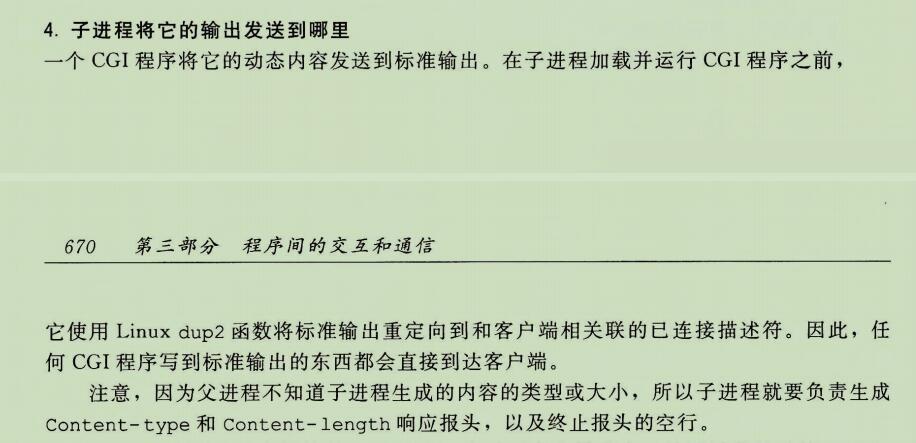 4. 子进程将它的输出发送到哪里
一个 CGI 程序将它的动态内容发送到标准输出。在子进程加载并运行 CGI 程序之前，
670 第三部分 程序间的交互和通信
它使用 Linux dup2 函数将标准输出重定向到和客户端相关联的已连接描述符。因此，任
何 CGI 程序写到标准输出的东西都会直接到达客户端。
注意，因为父进程不知道子进程生成的内容的类型或大小，所以子进程就要负责生成
Content-type 和 Content-length 响应报头，以及终止报头的空行。